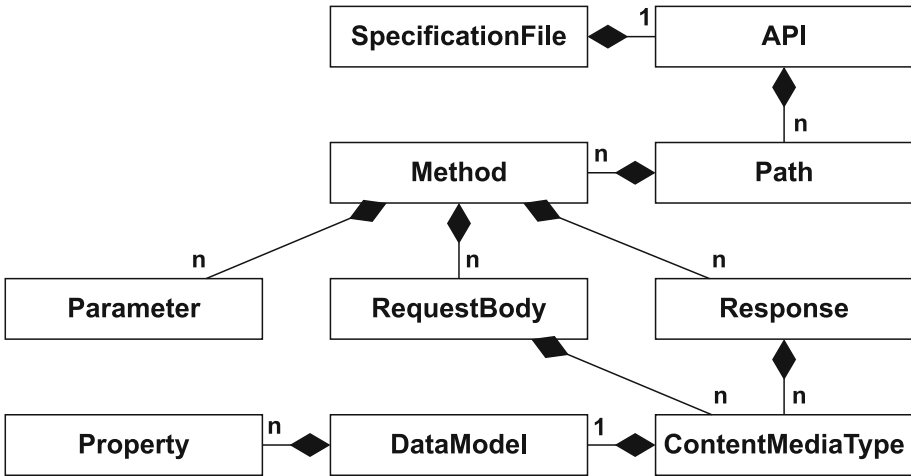 SpecificationFile
1
API
n
Method
n
Path
n
n
n
Parameter
RequestBody
Response
n
n
n
1
Property
DataModel
ContentMediaType